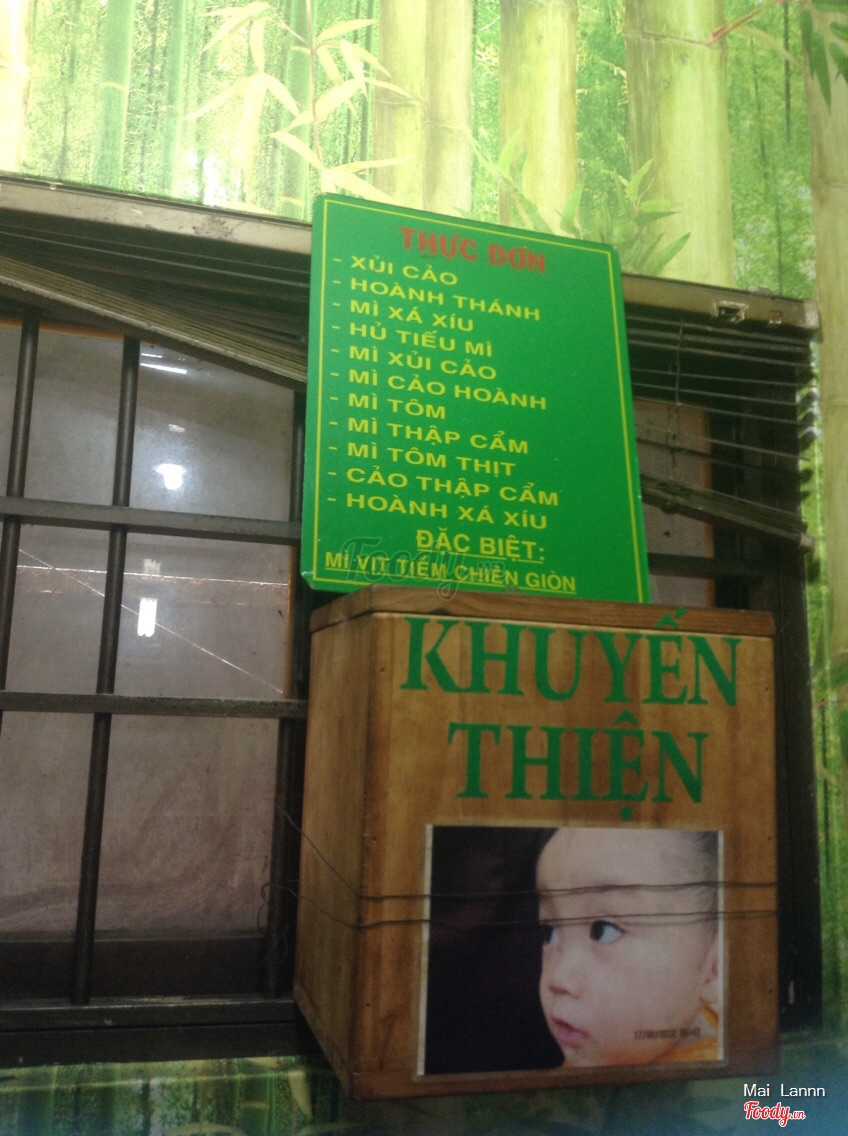 THỰC ĐƠN
- XỦI CẢO
- HOÀNH THÁNH
- MÌ XÁ XÍU
- HỦ TIẾU MÌ
- MÌ XỦI CẢO
- MÌ CẢO HOÀNH
- MÌ TÔM
- MÌ THẬP CẨM
- MÌ TÔM THỊT
- CẢO THẬP CẨM
- HOÀNH XÁ XÍU
ĐẶC BIỆT:
MÌ VỊT TIỀM CHIÊN GIÒN
Foody.vn
KHUYẾN
THIỆN
Mai Lannn
Foody.vn